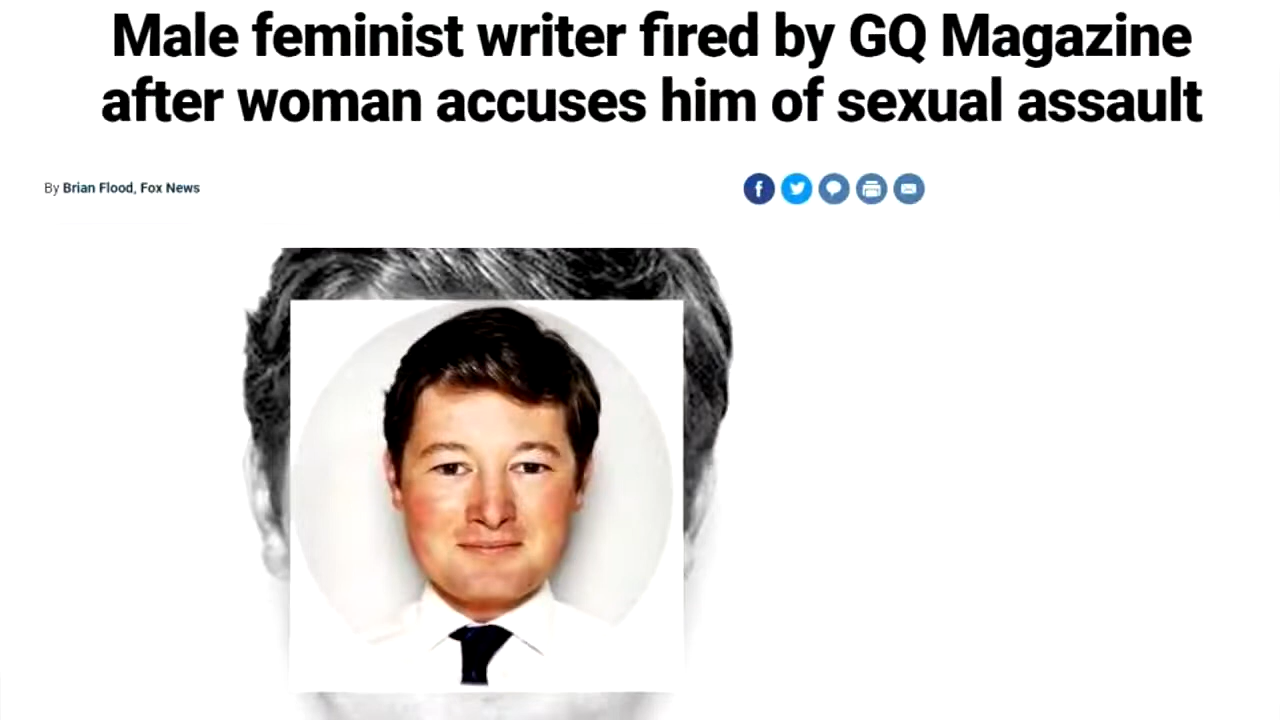 Male feminist writer fired by GQ Magazine
after woman accuses him of sexual assault
By Brian Flood, Fox News